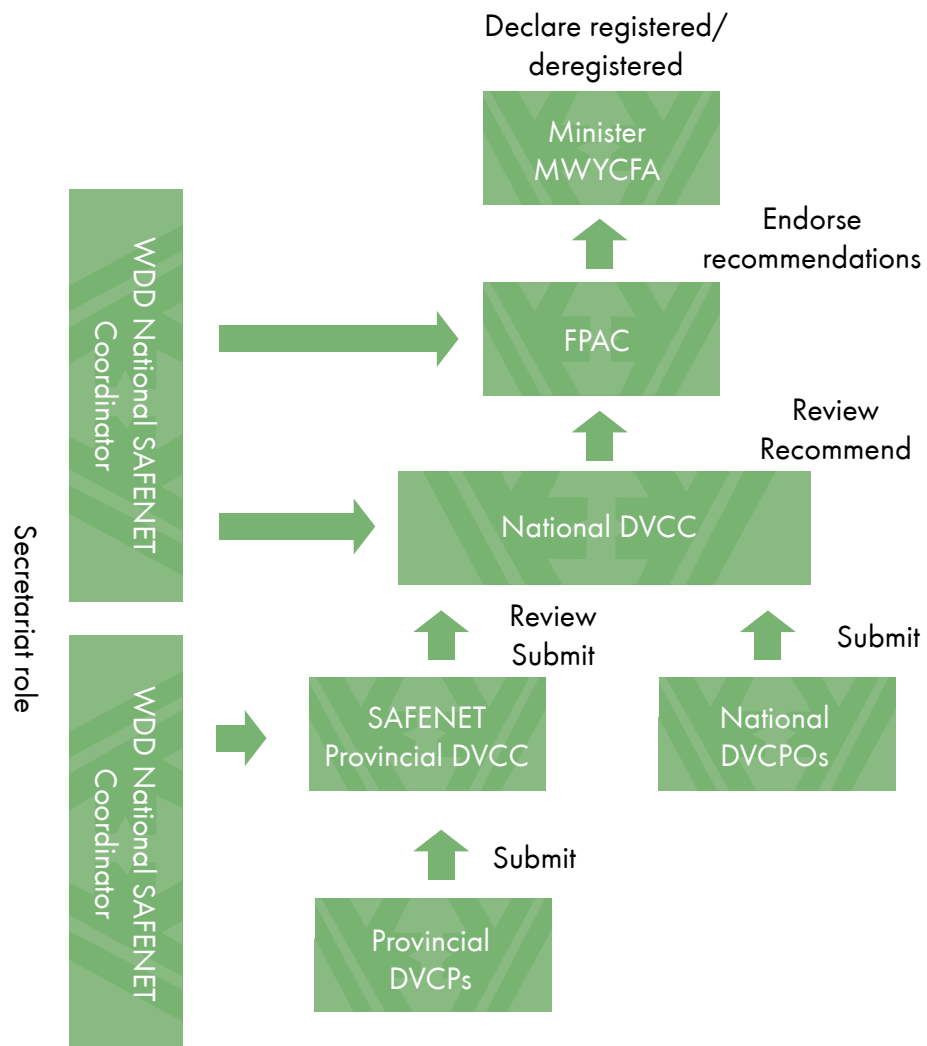 Declare registered/
deregistered
Minister
MWYCFA
Endorse
recommendations
WDD National SAFENET
Coordinator
FPAC
Review
Recommend
National DVCC
Secretariat role
Review
Submit
Submit
WDD National SAFENET
Coordinator
SAFENET
Provincial DVCC
National
DVCPOs
Submit
Provincial
DVCPs